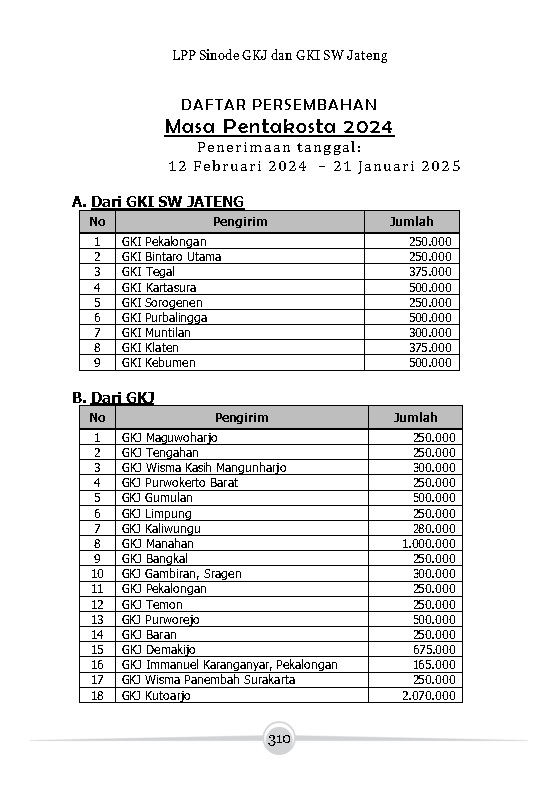 LPP Sinode GKJ dan GKI SW Jateng
DAFTAR PERSEMBAHAN
Masa Pentakosta 2024
Penerimaan tanggal:
12 Februari 2024 – 21 Januari 2025
A. Dari GKI SW JATENG
No Pengirim Jumlah
1 GKI Pekalongan 250.000
2 GKI Bintaro Utama 250.000
3 GKI Tegal 375.000
4 GKI Kartasura 500.000
5 GKI Sorogenen 250.000
6 GKI Purbalingga 500.000
7 GKI Muntilan 300.000
8 GKI Klaten 375.000
9 GKI Kebumen 500.000
B. Dari GKJ
No Pengirim Jumlah
1 GKJ Maguwoharjo 250.000
2 GKJ Tengahan 250.000
3 GKJ Wisma Kasih Mangunharjo 300.000
4 GKJ Purwokerto Barat 250.000
5 GKJ Gumulan 500.000
6 GKJ Limpung 250.000
7 GKJ Kaliwungu 280.000
8 GKJ Manahan 1.000.000
9 GKJ Bangkal 250.000
10 GKJ Gambiran, Sragen 300.000
11 GKJ Pekalongan 250.000
12 GKJ Temon 250.000
13 GKJ Purworejo 500.000
14 GKJ Baran 250.000
15 GKJ Demakijo 675.000
16 GKJ Immanuel Karanganyar, Pekalongan 165.000
17 GKJ Wisma Panembah Surakarta 250.000
18 GKJ Kutoarjo 2.070.000
310